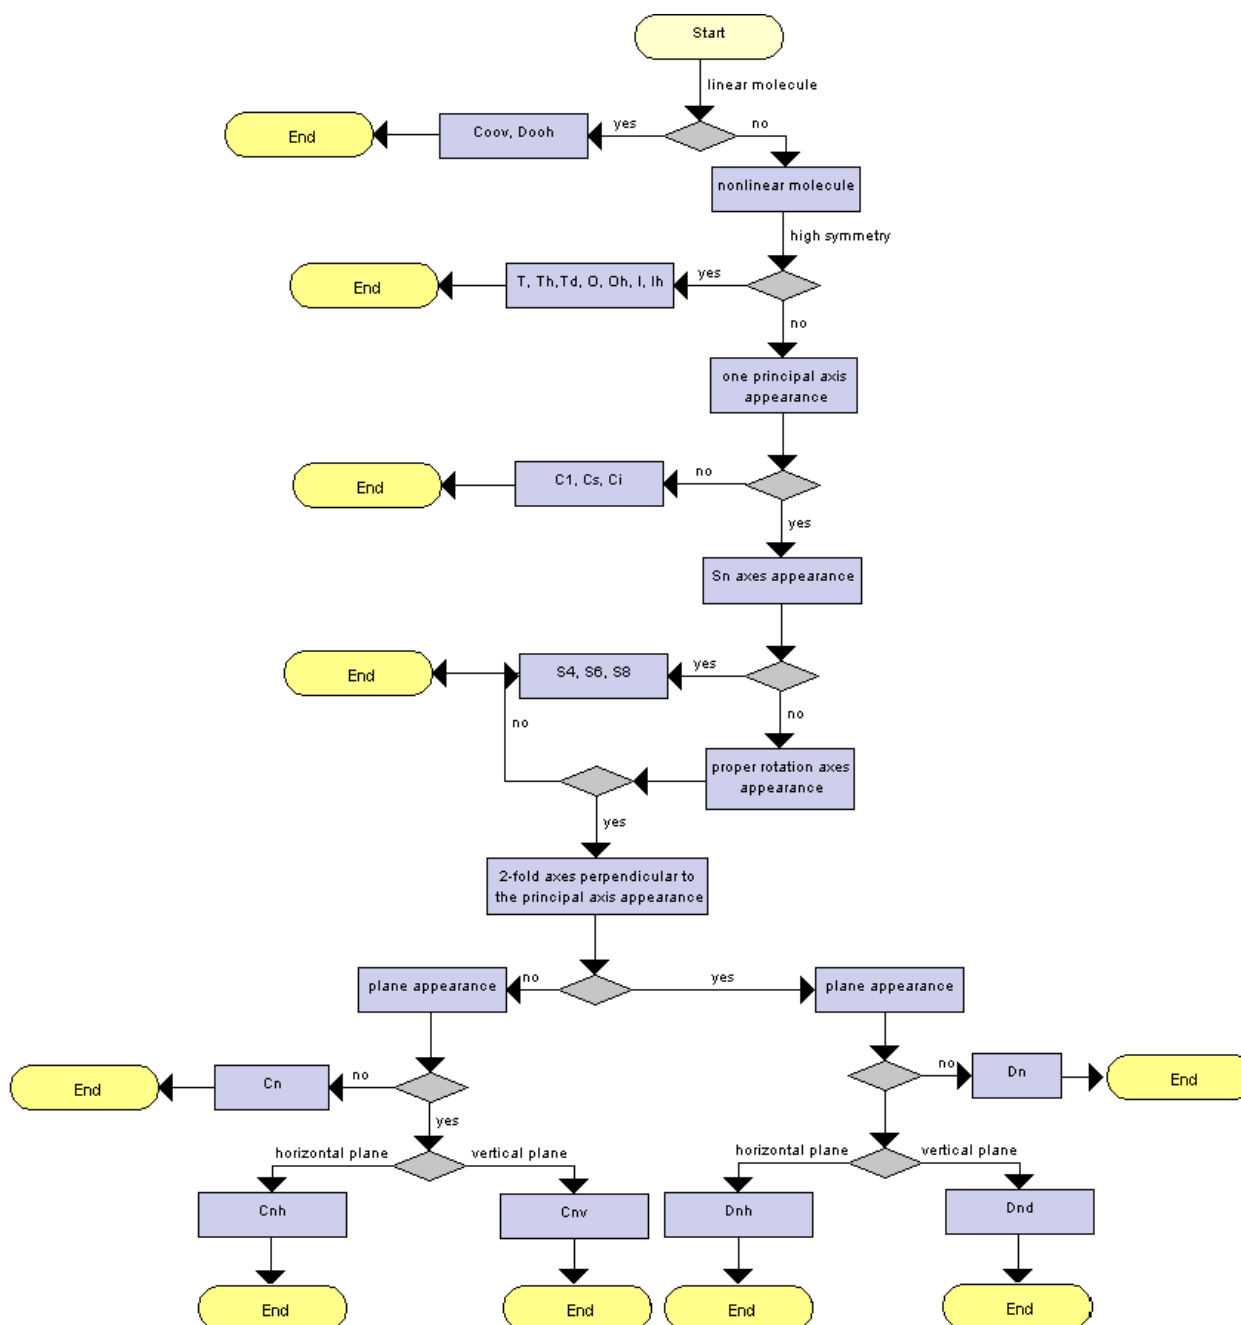 Start
linear molecule
End
Coov, Dooh
yes
no
nonlinear molecule
high symmetry
End
T, Th,Td, O, Oh, I, Ih
yes
no
one principal axis
appearance
End
C1, Cs, Ci
no
yes
Sn axes appearance
End
S4, S6, S8
yes
no
no
proper rotation axes
appearance
yes
2-fold axes perpendicular to
the principal axis appearance
plane appearance
no
yes
plane appearance
End
Cn
no
no
Dn
End
yes
horizontal plane
vertical plane
horizontal plane
vertical plane
Cnh
Cnv
Dnh
Dnd
End
End
End
End